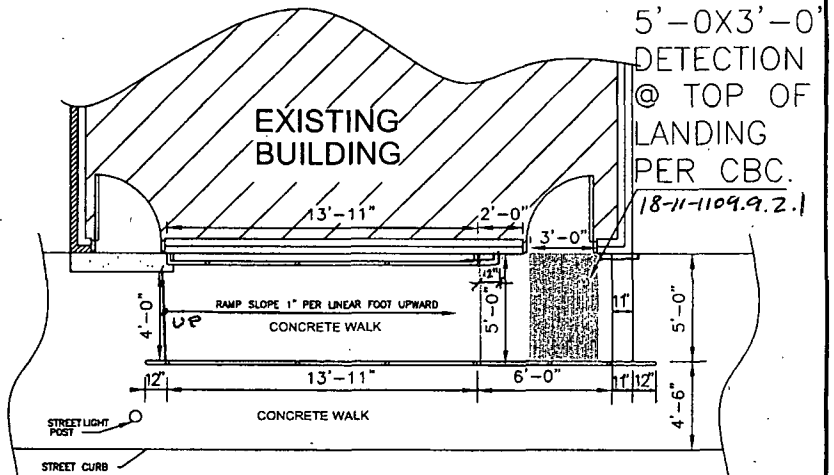 5'-0X3'-0'
DETECTION
@ TOP OF
LANDING
PER CBC.
18-11-1109.9.2.1
EXISTING
BUILDING
13'-11"
2'-0"
3'-0"
12"
4'-0"
RAMP SLOPE 1" PER LINEAR FOOT UPWARD
UP
CONCRETE WALK
5'-0"
11"
5'-0"
12"
13'-11"
6'-0"
11"
12"
4'-6"
STREET LIGHT
POST
CONCRETE WALK
STREET CURB